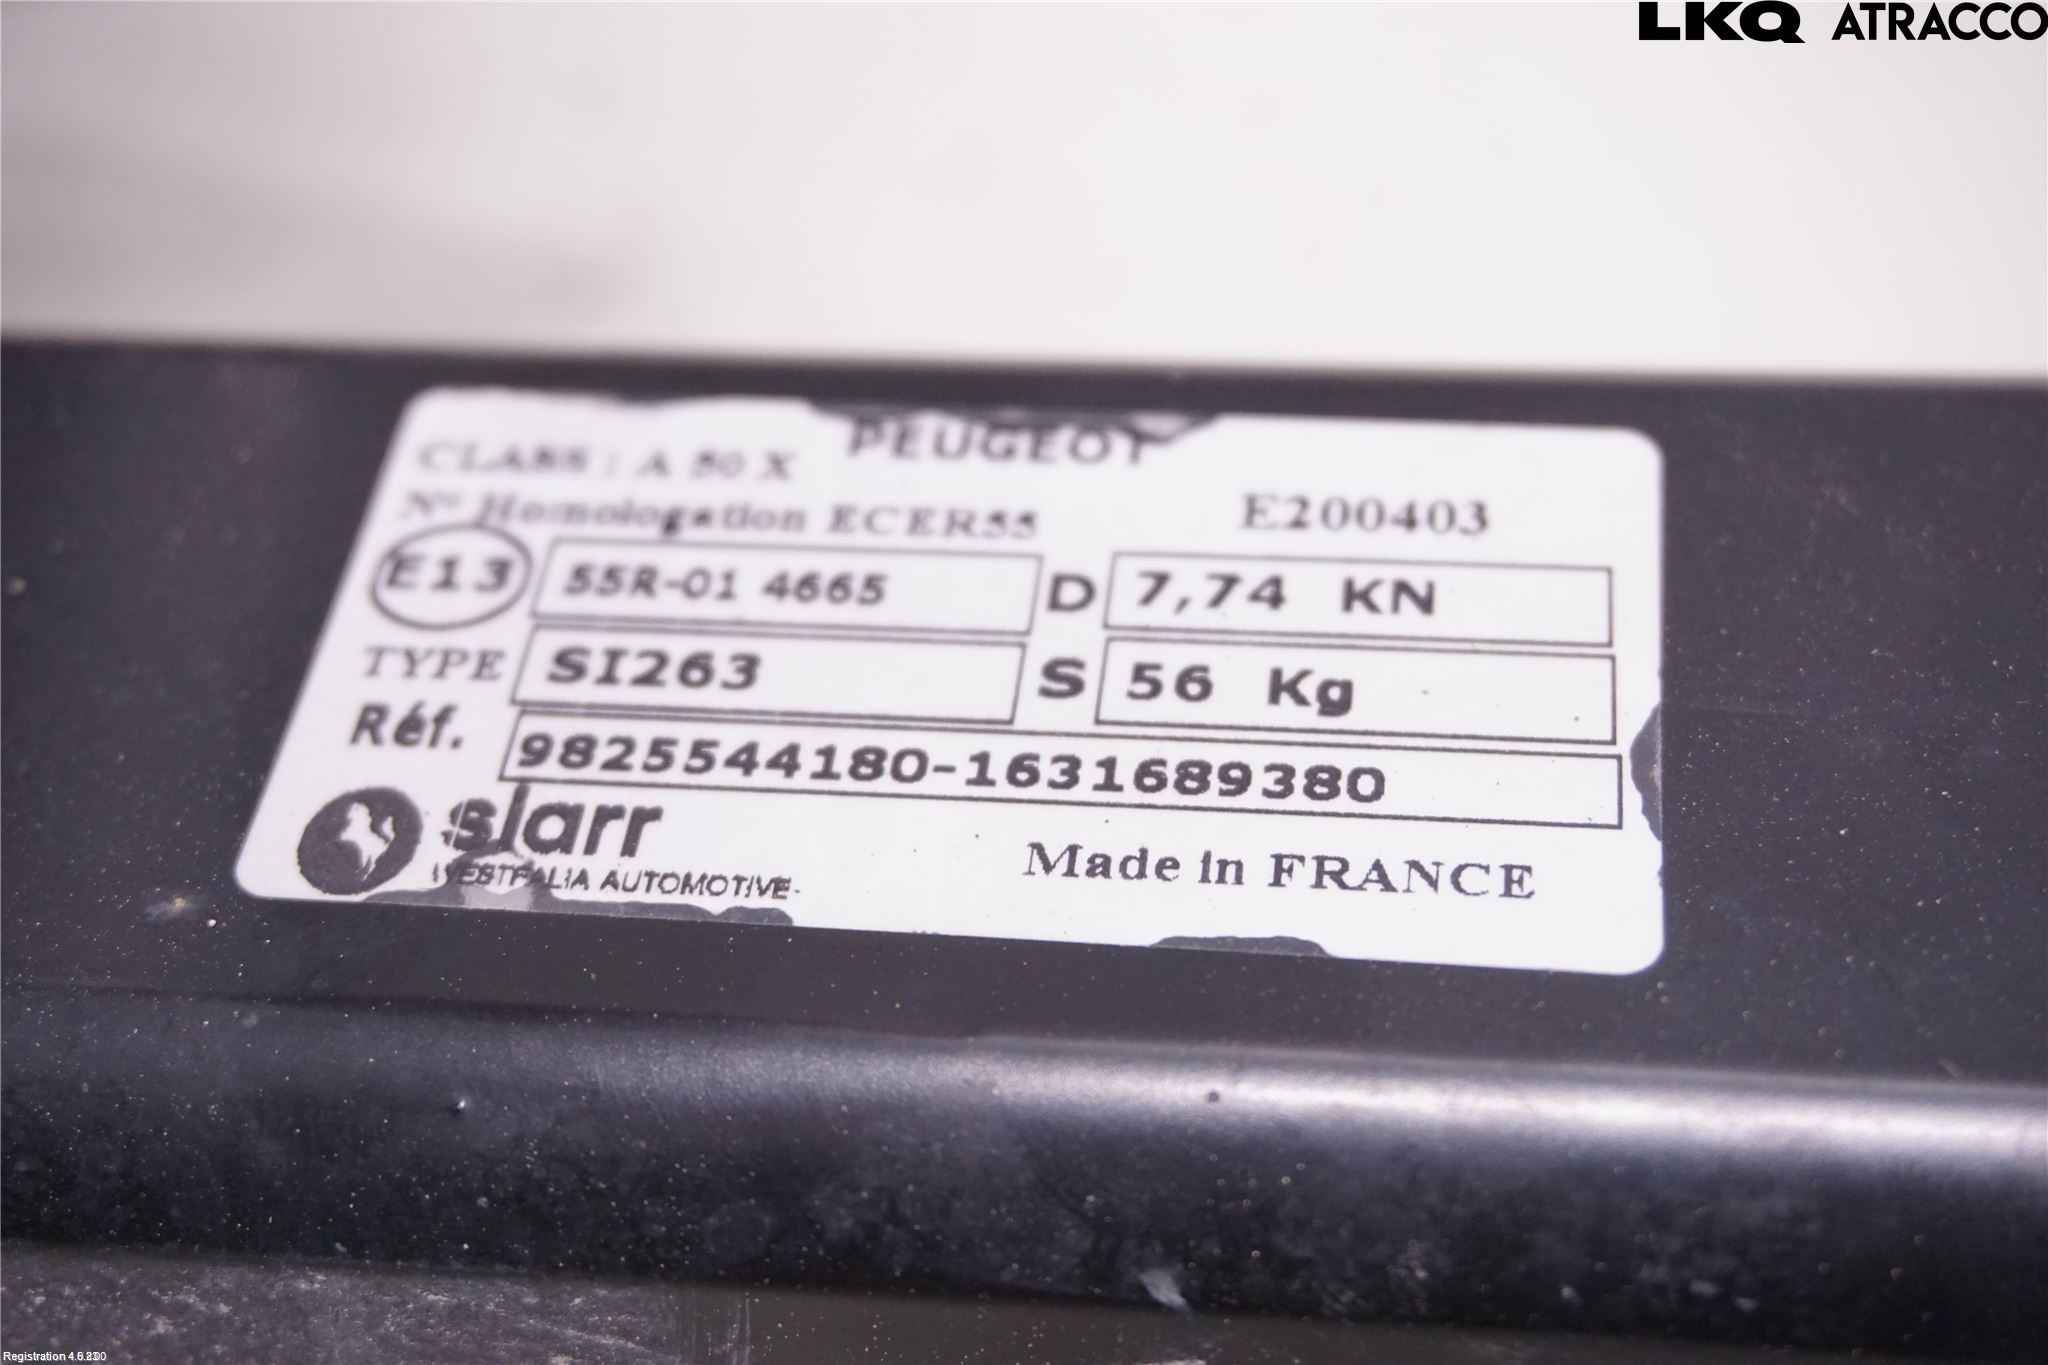 LKQ ATRACCO
PEUGEOT
CLASS : A 50 X
N° Homologation ECER55 E200403
E13 55R-01 4665 D 7,74 KN
TYPE SI263 S 56 Kg
Réf. 9825544180-1631689380
siarr
WESTFALIA AUTOMOTIVE
Made in FRANCE